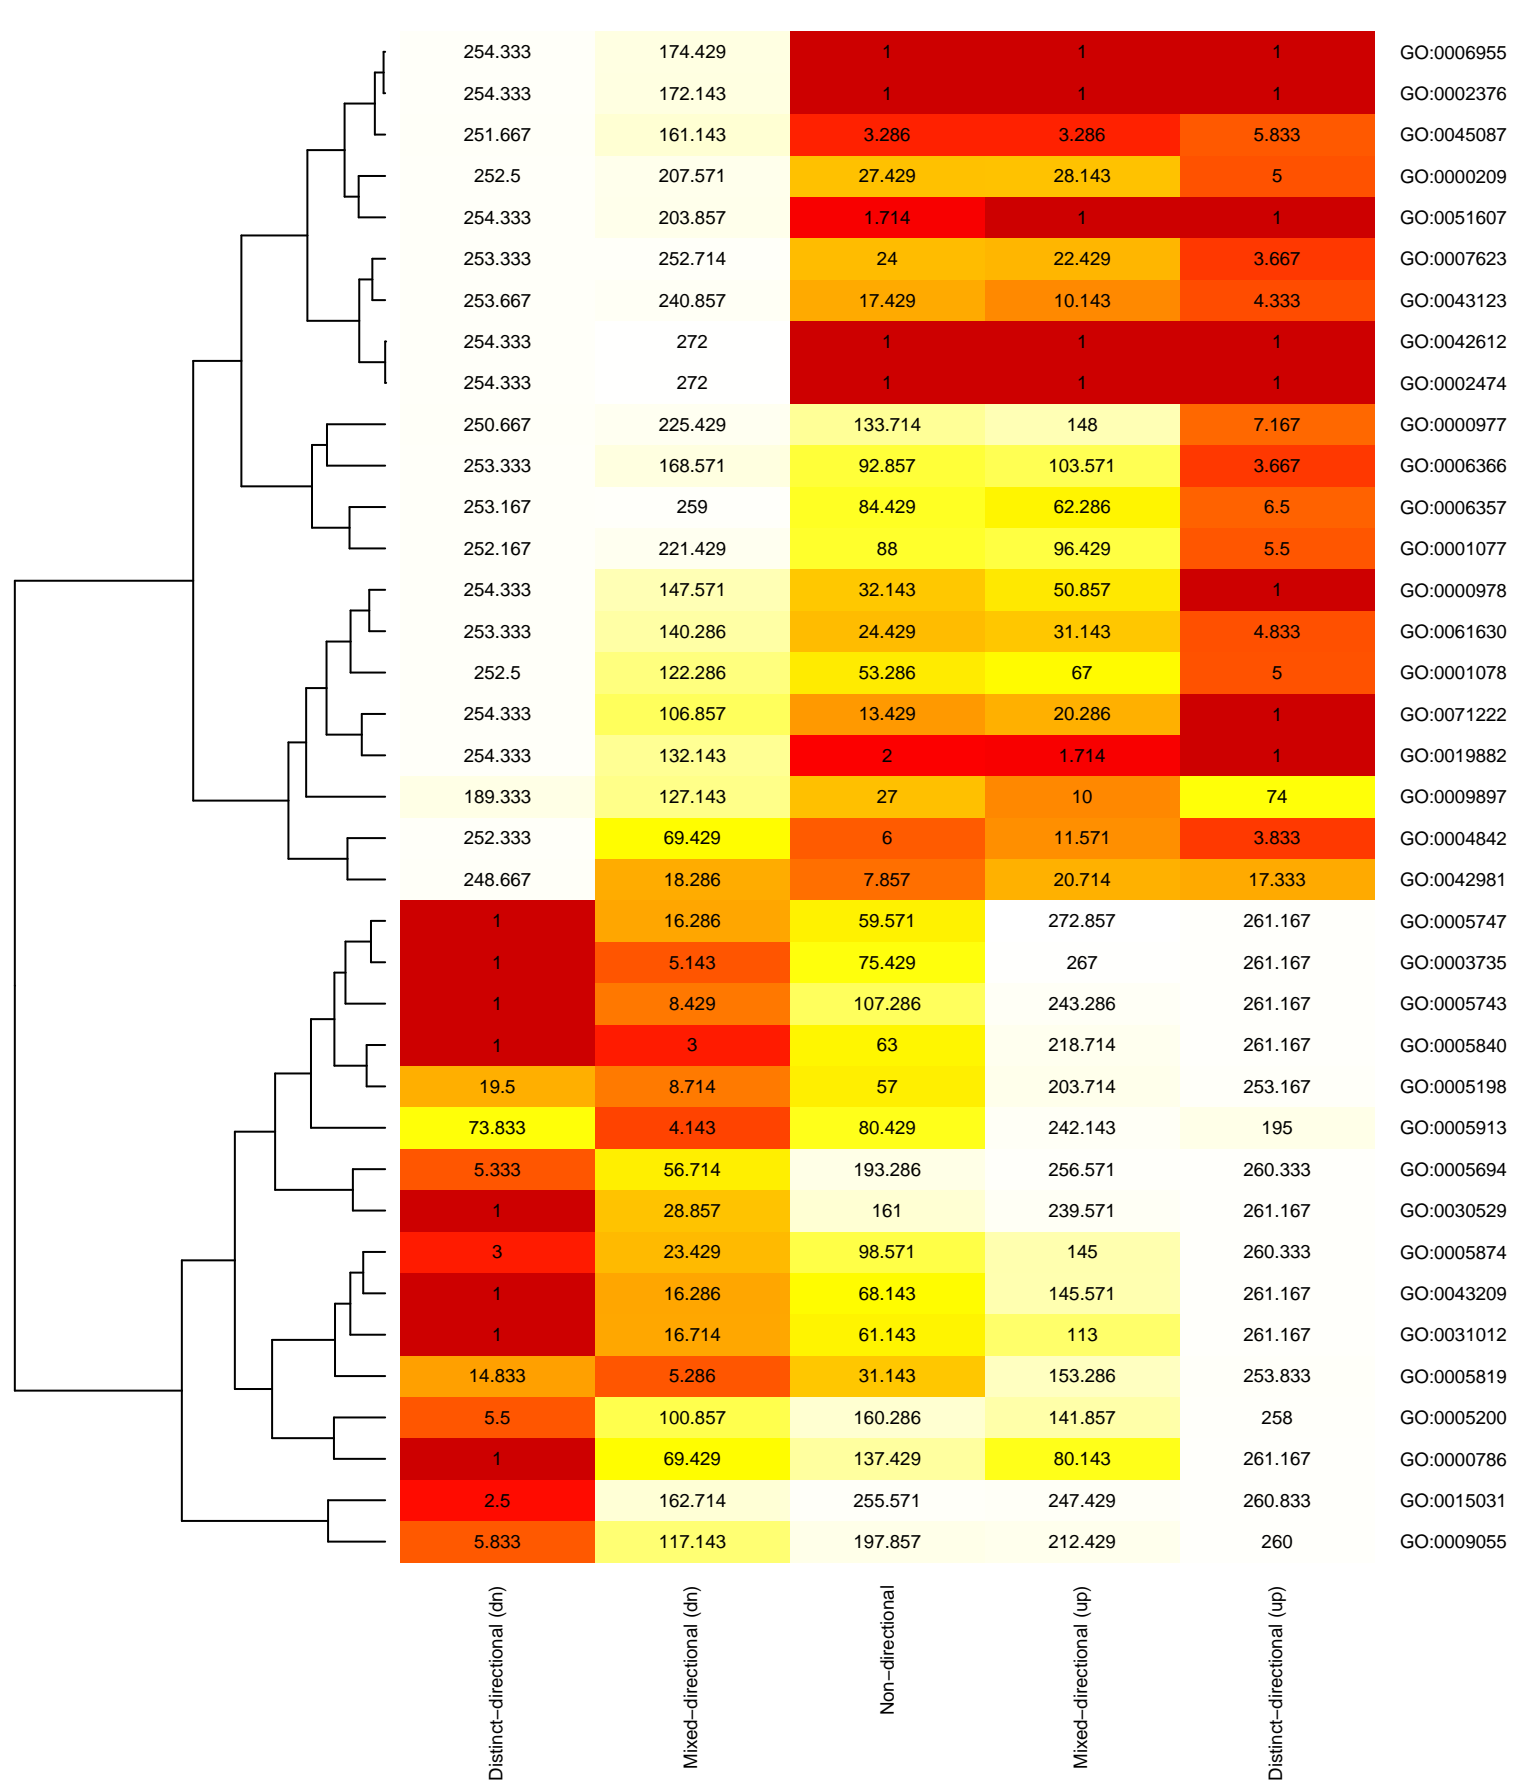 254.333 174.429 1 1 1 GO:0006955
254.333 172.143 1 1 1 GO:0002376
251.667 161.143 3.286 3.286 5.833 GO:0045087
252.5 207.571 27.429 28.143 5 GO:0000209
254.333 203.857 1.714 1 1 GO:0051607
253.333 252.714 24 22.429 3.667 GO:0007623
253.667 240.857 17.429 10.143 4.333 GO:0043123
254.333 272 1 1 1 GO:0042612
254.333 272 1 1 1 GO:0002474
250.667 225.429 133.714 148 7.167 GO:0000977
253.333 168.571 92.857 103.571 3.667 GO:0006366
253.167 259 84.429 62.286 6.5 GO:0006357
252.167 221.429 88 96.429 5.5 GO:0001077
254.333 147.571 32.143 50.857 1 GO:0000978
253.333 140.286 24.429 31.143 4.833 GO:0061630
252.5 122.286 53.286 67 5 GO:0001078
254.333 106.857 13.429 20.286 1 GO:0071222
254.333 132.143 2 1.714 1 GO:0019882
189.333 127.143 27 10 74 GO:0009897
252.333 69.429 6 11.571 3.833 GO:0004842
248.667 18.286 7.857 20.714 17.333 GO:0042981
1 16.286 59.571 272.857 261.167 GO:0005747
1 5.143 75.429 267 261.167 GO:0003735
1 8.429 107.286 243.286 261.167 GO:0005743
1 3 63 218.714 261.167 GO:0005840
19.5 8.714 57 203.714 253.167 GO:0005198
73.833 4.143 80.429 242.143 195 GO:0005913
5.333 56.714 193.286 256.571 260.333 GO:0005694
1 28.857 161 239.571 261.167 GO:0030529
3 23.429 98.571 145 260.333 GO:0005874
1 16.286 68.143 145.571 261.167 GO:0043209
1 16.714 61.143 113 261.167 GO:0031012
14.833 5.286 31.143 153.286 253.833 GO:0005819
5.5 100.857 160.286 141.857 258 GO:0005200
1 69.429 137.429 80.143 261.167 GO:0000786
2.5 162.714 255.571 247.429 260.833 GO:0015031
5.833 117.143 197.857 212.429 260 GO:0009055
Distinct−directional (dn)
Mixed−directional (dn)
Non−directional
Mixed−directional (up)
Distinct−directional (up)